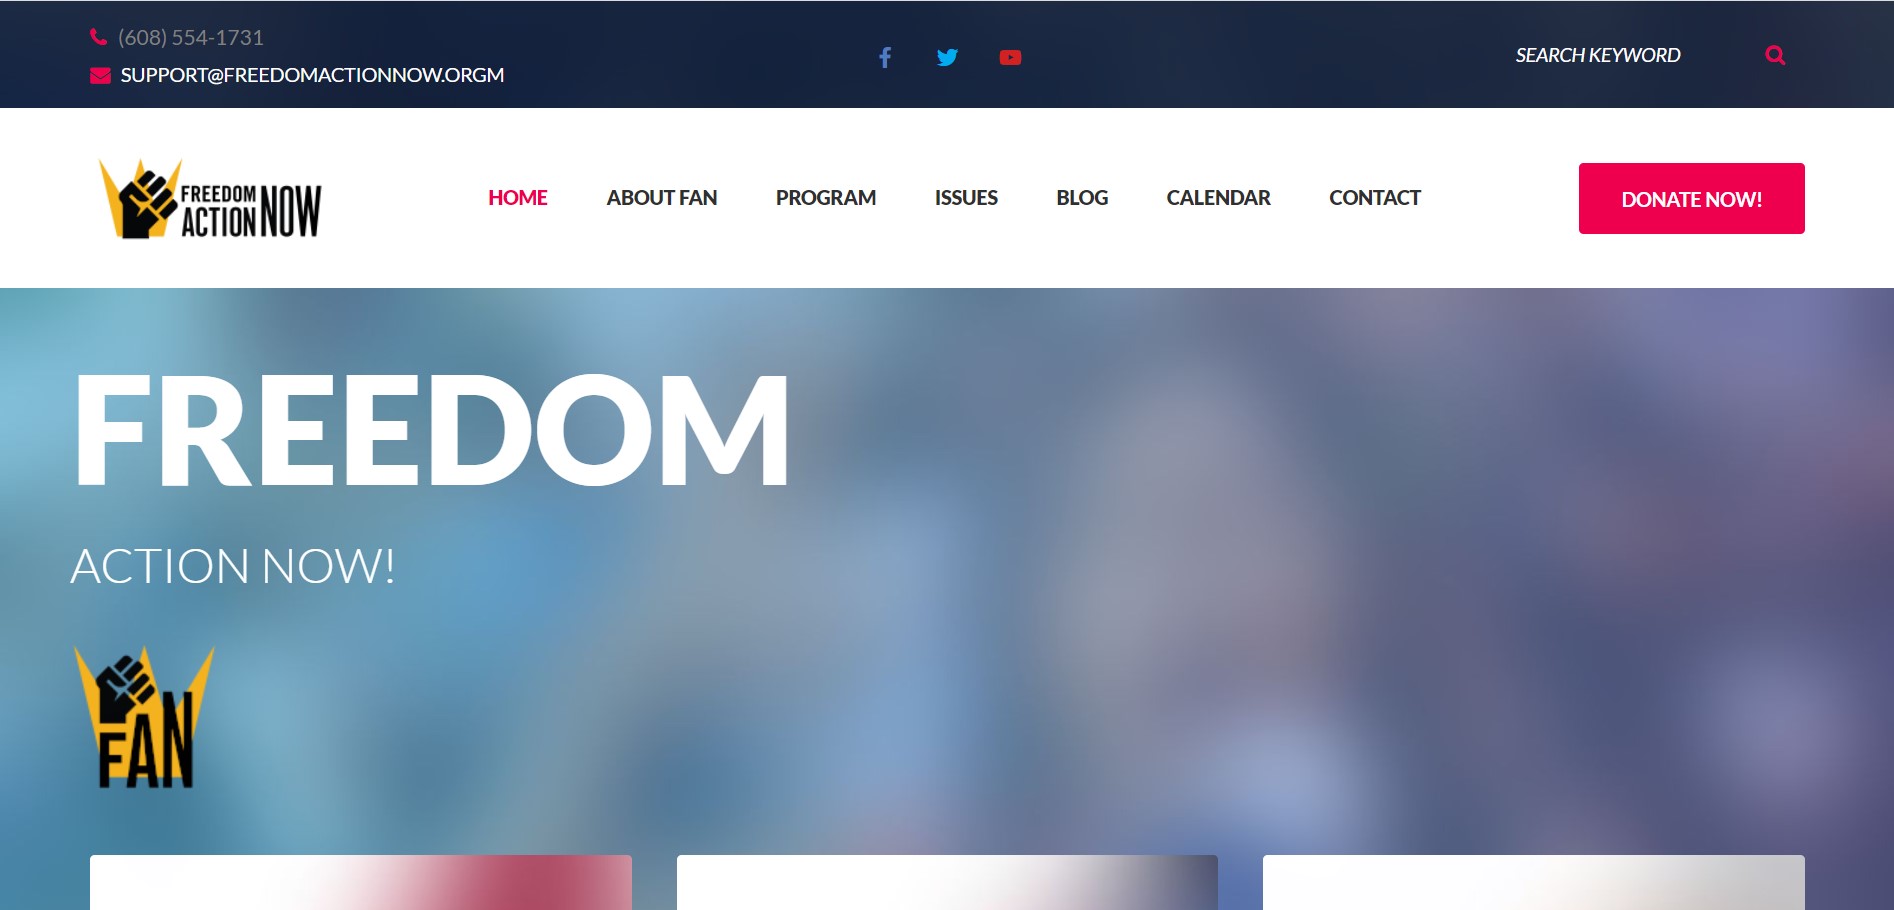 (608) 554-1731
SUPPORT@FREEDOMACTIONNOW.ORGM
SEARCH KEYWORD
FREEDOM
ACTION NOW
HOME
ABOUT FAN
PROGRAM
ISSUES
BLOG
CALENDAR
CONTACT
DONATE NOW!
FREEDOM
ACTION NOW!
FAN